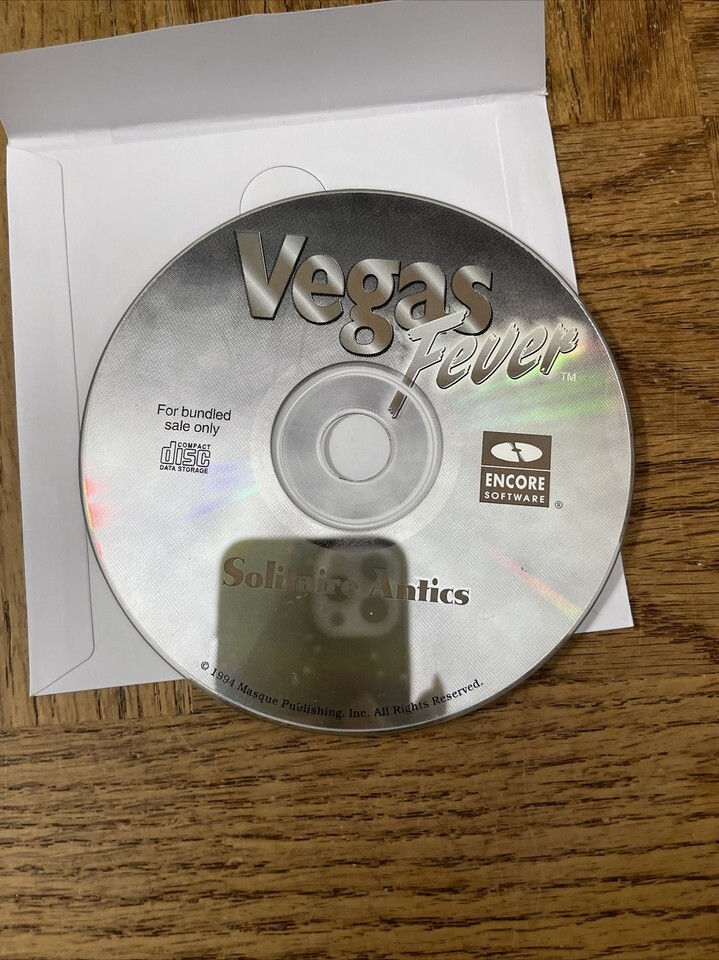 Vegas
Fever
TM
For bundled
sale only
COMPACT
disc
DATA STORAGE
ENCORE
SOFTWARE
®
Solitaire Antics
© 1994 Masque Publishing, Inc. All Rights Reserved.